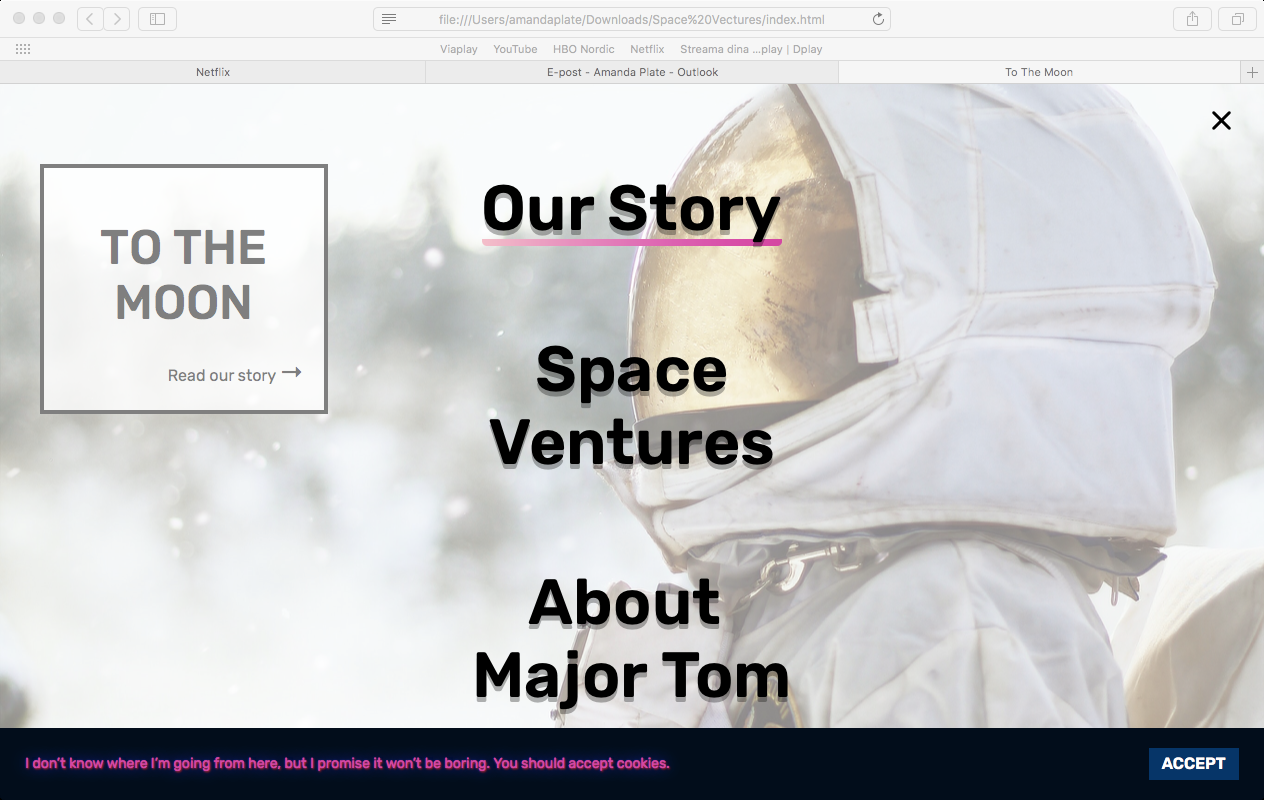 file:///Users/amandaplate/Downloads/Space%20Vectures/index.html
Viaplay YouTube HBO Nordic Netflix Streama dina ...play | Dplay
Netflix E-post - Amanda Plate - Outlook To The Moon
TO THE
MOON
Read our story →
Our Story
Space
Ventures
About
Major Tom
I don't know where I'm going from here, but I promise it won't be boring. You should accept cookies.
ACCEPT